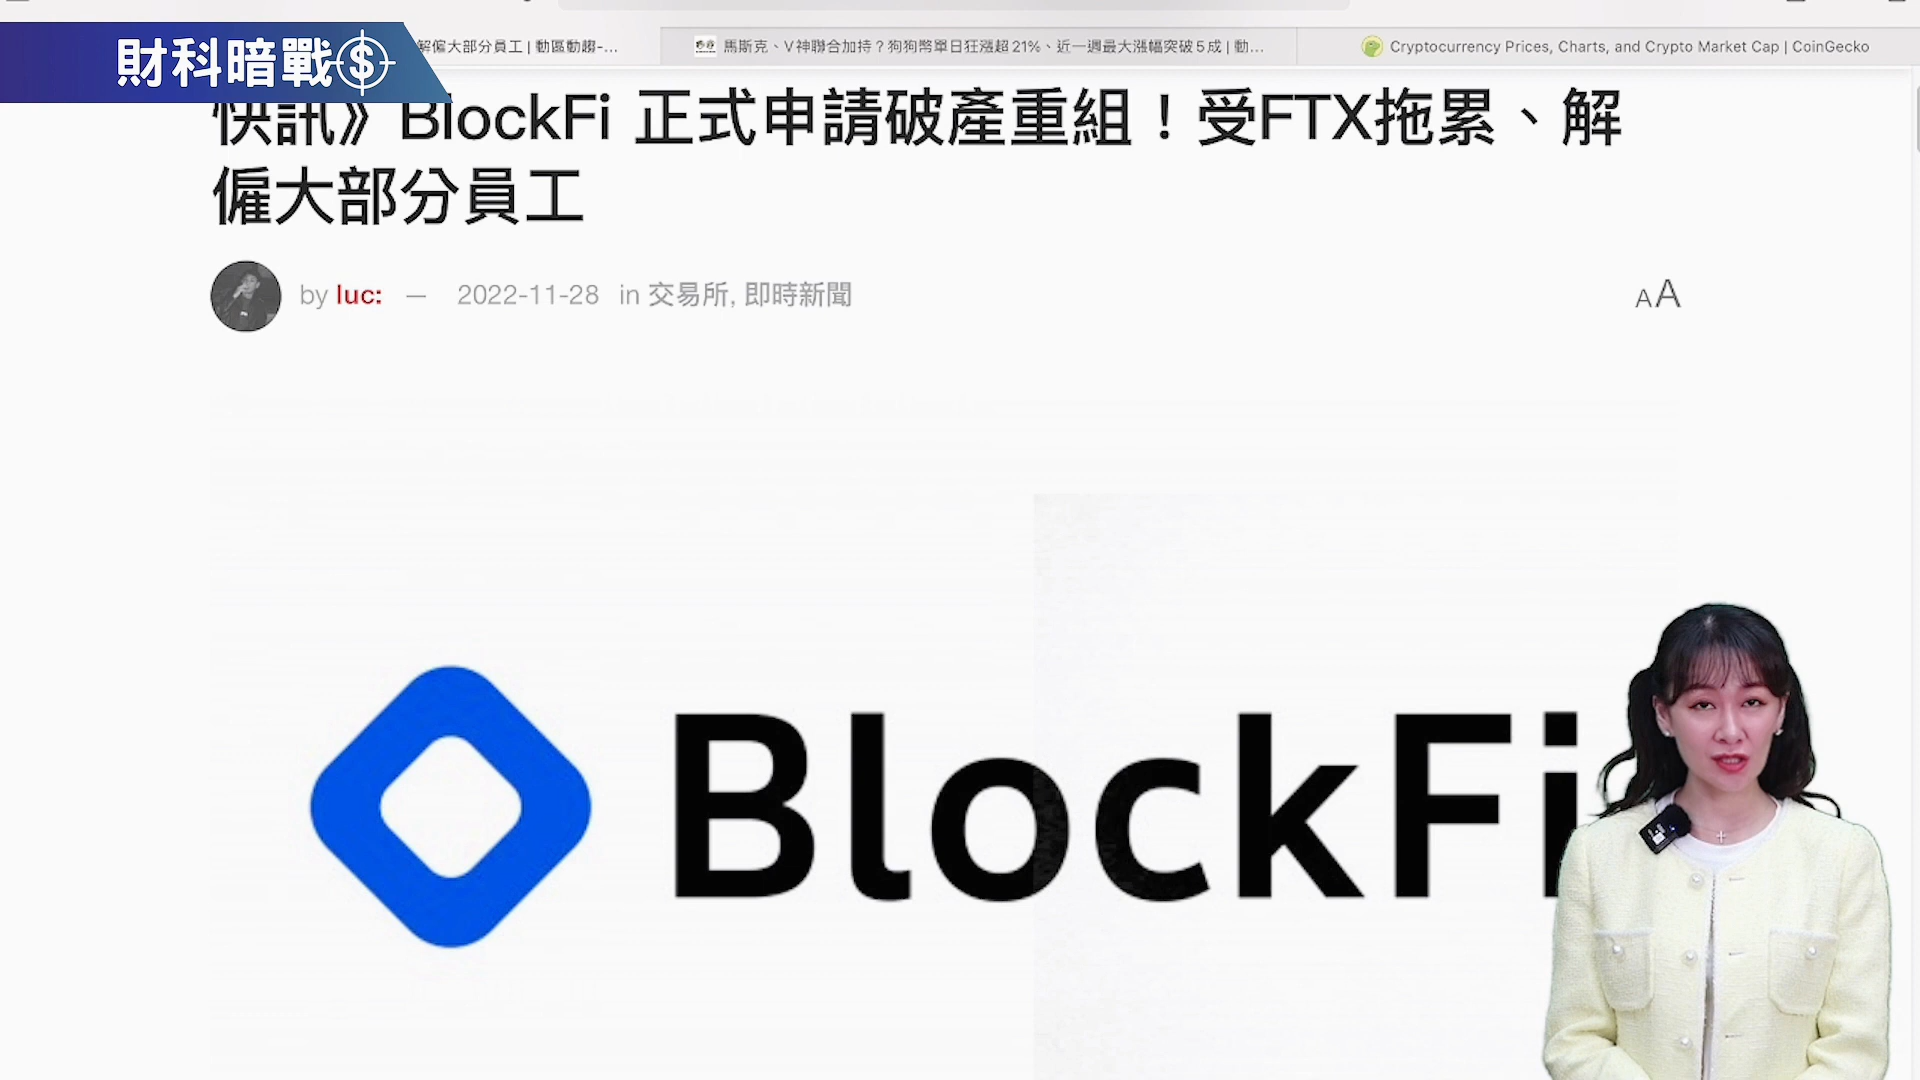 財科暗戰
解僱大部分員工 | 動區動趨-...
馬斯克、V神聯合加持？狗狗幣單日狂漲超 21%、近一週最大漲幅突破 5 成 | 動...
Cryptocurrency Prices, Charts, and Crypto Market Cap | CoinGecko
快訊》BlockFi 正式申請破產重組！受FTX拖累、解
僱大部分員工
by luc: — 2022-11-28 in 交易所, 即時新聞
AA
BlockFi